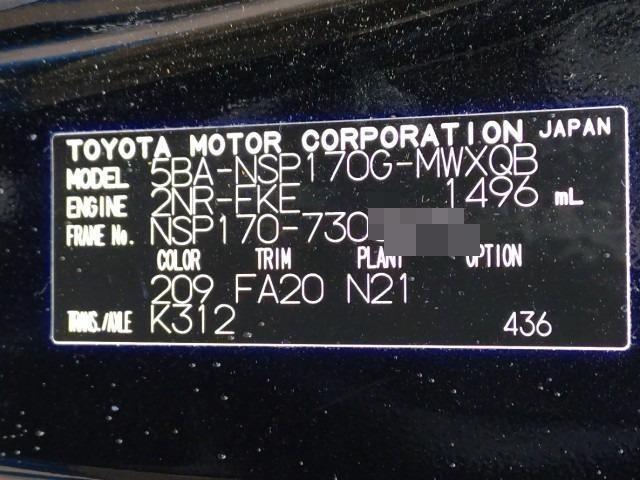 TOYOTA MOTOR CORPORATION JAPAN
MODEL 5BA-NSP170G-MWXQB
ENGINE 2NR-FKE 1496 mL
FRAME No. NSP170-730
COLOR TRIM PLANT OPTION
209 FA20 N21
TRANS./AXLE K312 436